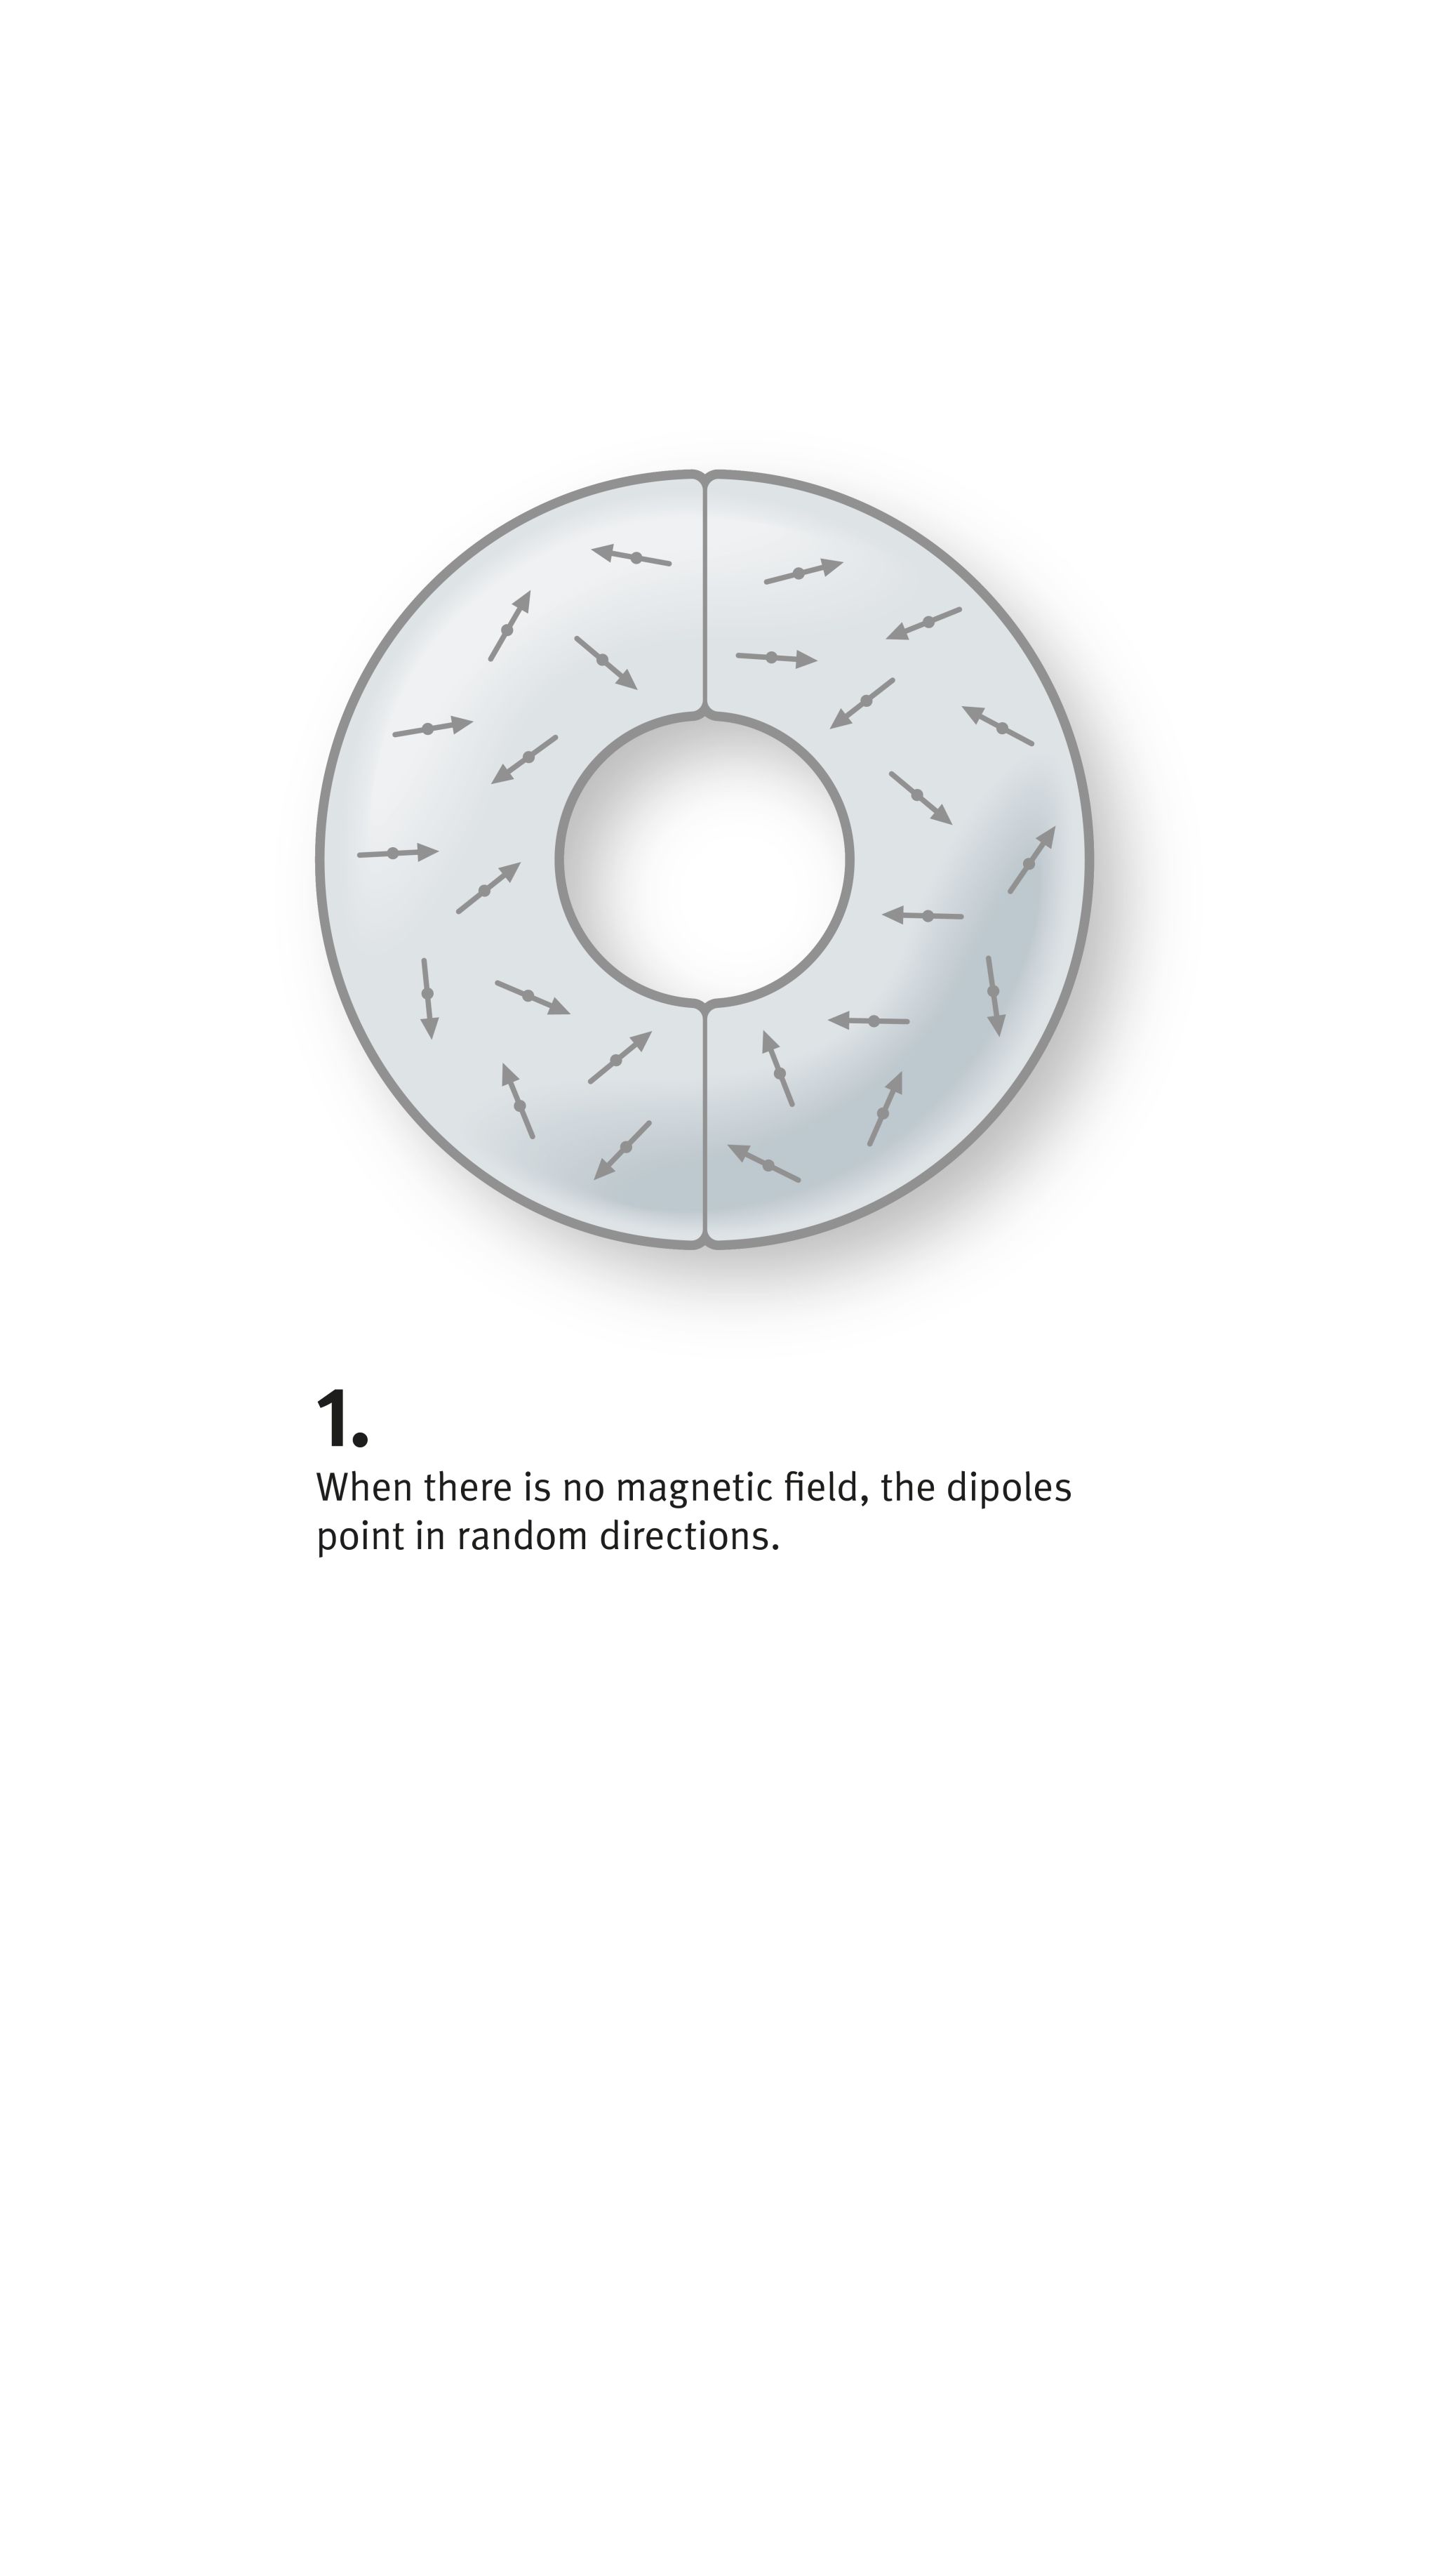 1.
When there is no magnetic field, the dipoles
point in random directions.